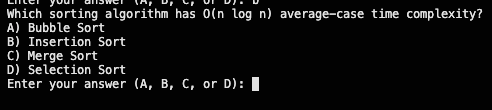 Enter your answer (A, B, C, or D): b
Which sorting algorithm has O(n log n) average-case time complexity?
A) Bubble Sort
B) Insertion Sort
C) Merge Sort
D) Selection Sort
Enter your answer (A, B, C, or D):